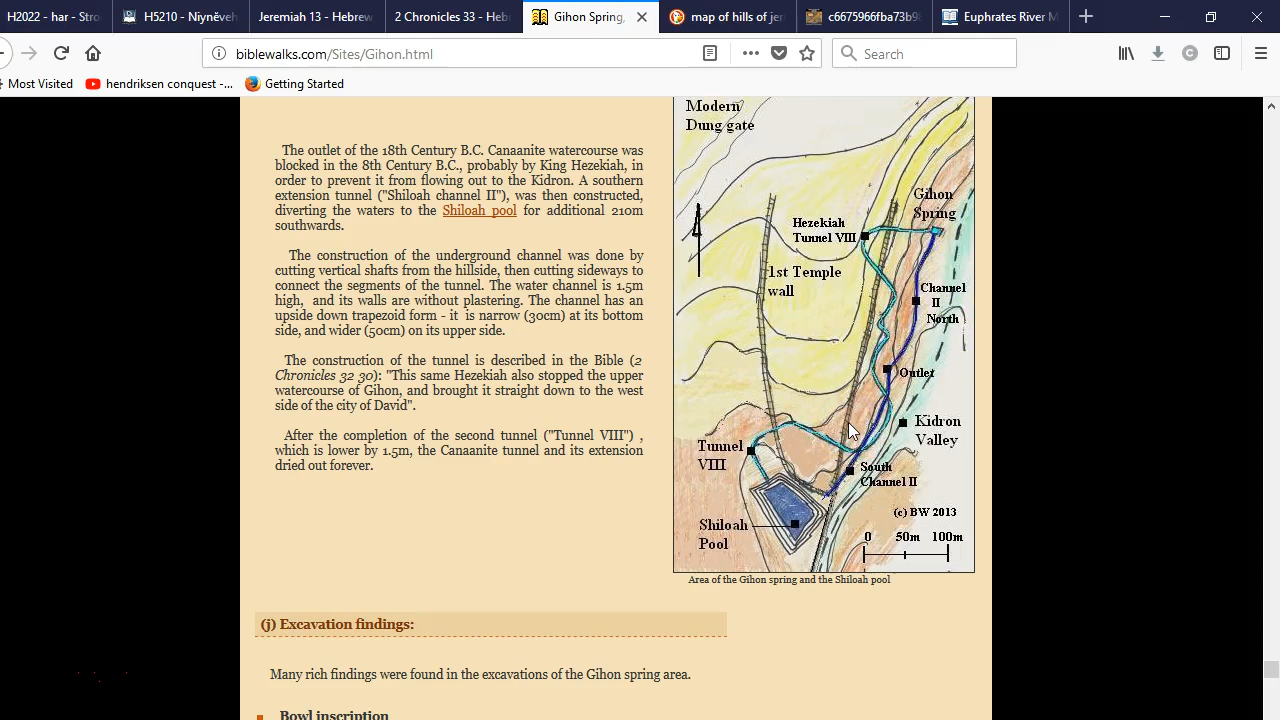 H2022 - har - Stro
H5210 - Niynĕveh
Jeremiah 13 - Hebrew
2 Chronicles 33 - Heb
Gihon Spring,
map of hills of jer
c6675966fba73b98
Euphrates River M
biblewalks.com/Sites/Gihon.html
Search
Most Visited
hendriksen conquest -...
Getting Started
The outlet of the 18th Century B.C. Canaanite watercourse was
blocked in the 8th Century B.C., probably by King Hezekiah, in
order to prevent it from flowing out to the Kidron. A southern
extension tunnel ("Shiloah channel II"), was then constructed,
diverting the waters to the Shiloah pool for additional 210m
southwards.
The construction of the underground channel was done by
cutting vertical shafts from the hillside, then cutting sideways to
connect the segments of the tunnel. The water channel is 1.5m
high, and its walls are without plastering. The channel has an
upside down trapezoid form - it is narrow (30cm) at its bottom
side, and wider (50cm) on its upper side.
The construction of the tunnel is described in the Bible (2
Chronicles 32 30): "This same Hezekiah also stopped the upper
watercourse of Gihon, and brought it straight down to the west
side of the city of David".
After the completion of the second tunnel ("Tunnel VIII") ,
which is lower by 1.5m, the Canaanite tunnel and its extension
dried out forever.
Modern
Dung gate
Gihon
Spring
Hezekiah
Tunnel VIII
1st Temple
wall
Channel
II
North
Outlet
Kidron
Valley
Tunnel
VIII
South
Channel II
(c) BW 2013
Shiloah
Pool
0 50m 100m
Area of the Gihon spring and the Shiloah pool
(j) Excavation findings:
Many rich findings were found in the excavations of the Gihon spring area.
Bowl inscription